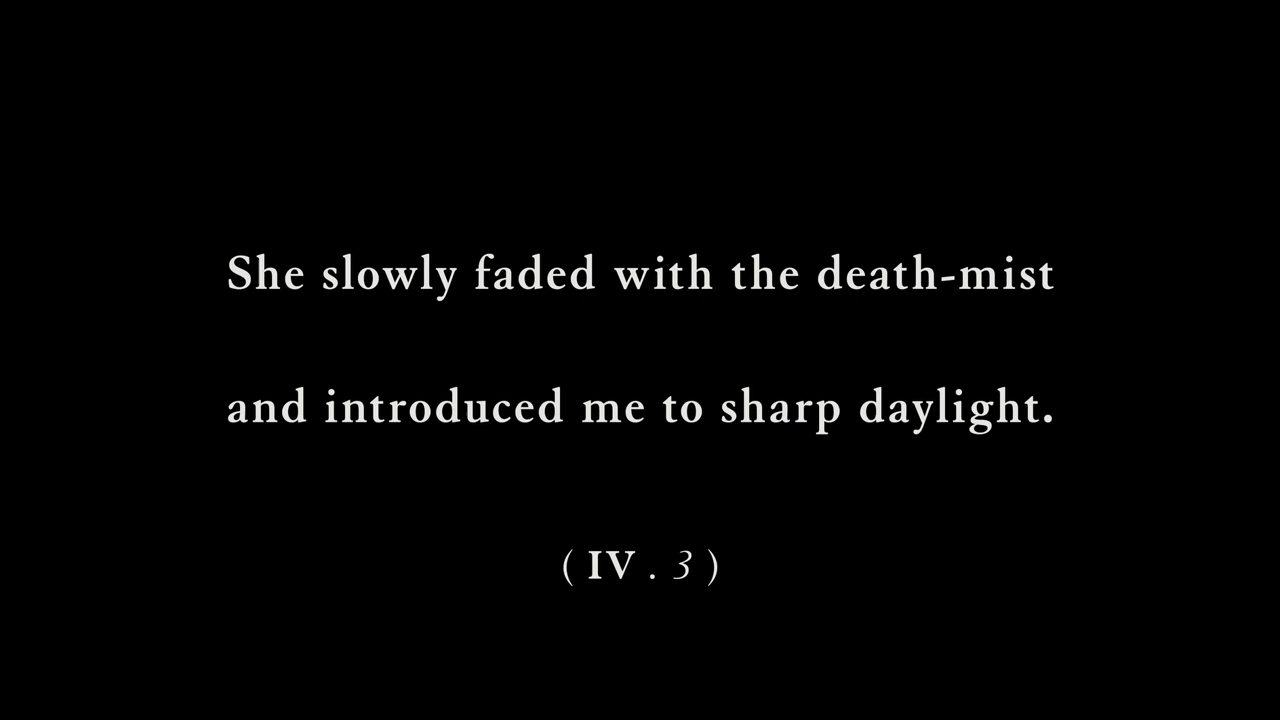 She slowly faded with the death-mist
and introduced me to sharp daylight.
( IV . 3 )